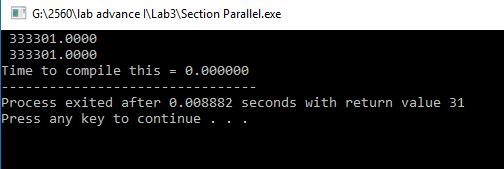 G:\2560\lab advance I\Lab3\Section Parallel.exe
333301.0000
333301.0000
Time to compile this = 0.000000
--------------------------------
Process exited after 0.008882 seconds with return value 31
Press any key to continue . . .